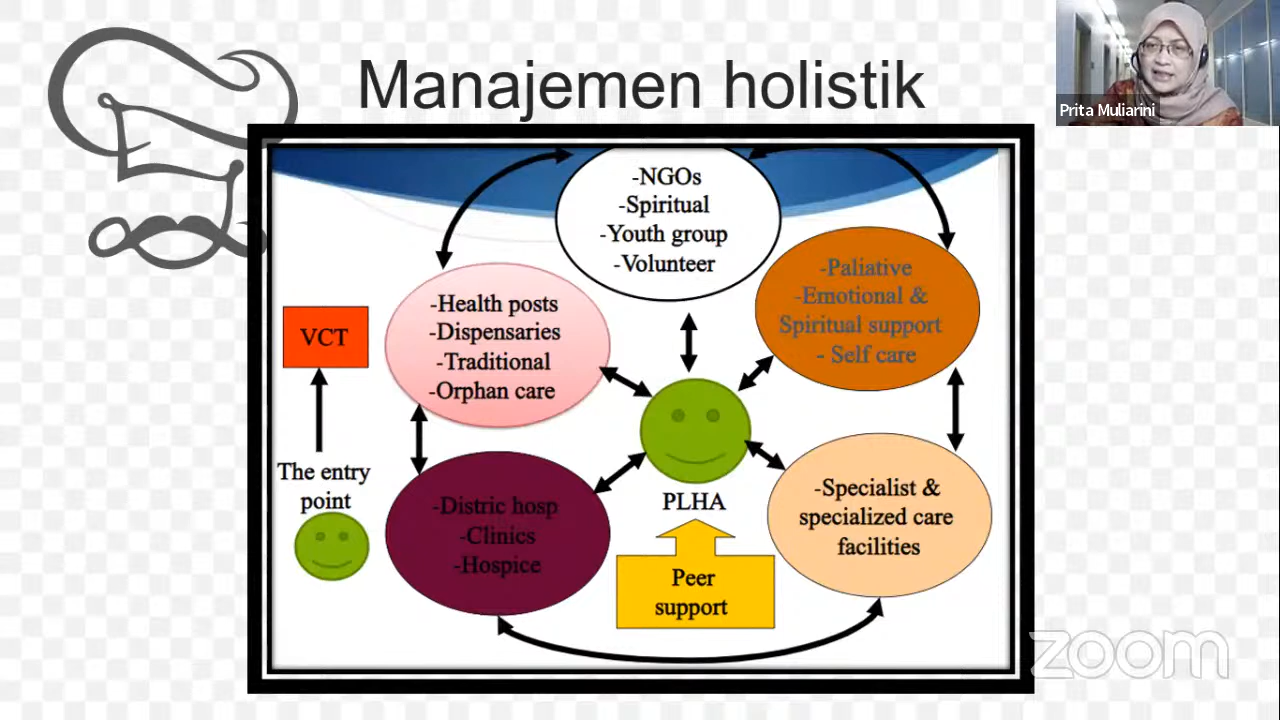 Manajemen holistik
Prita Muliarini
-NGOs
-Spiritual
-Youth group
-Volunteer
-Paliative
-Emotional &
Spiritual support
- Self care
-Health posts
-Dispensaries
-Traditional
-Orphan care
VCT
The entry
point
-Distric hosp
-Clinics
-Hospice
PLHA
-Specialist &
specialized care
facilities
Peer
support
zoom